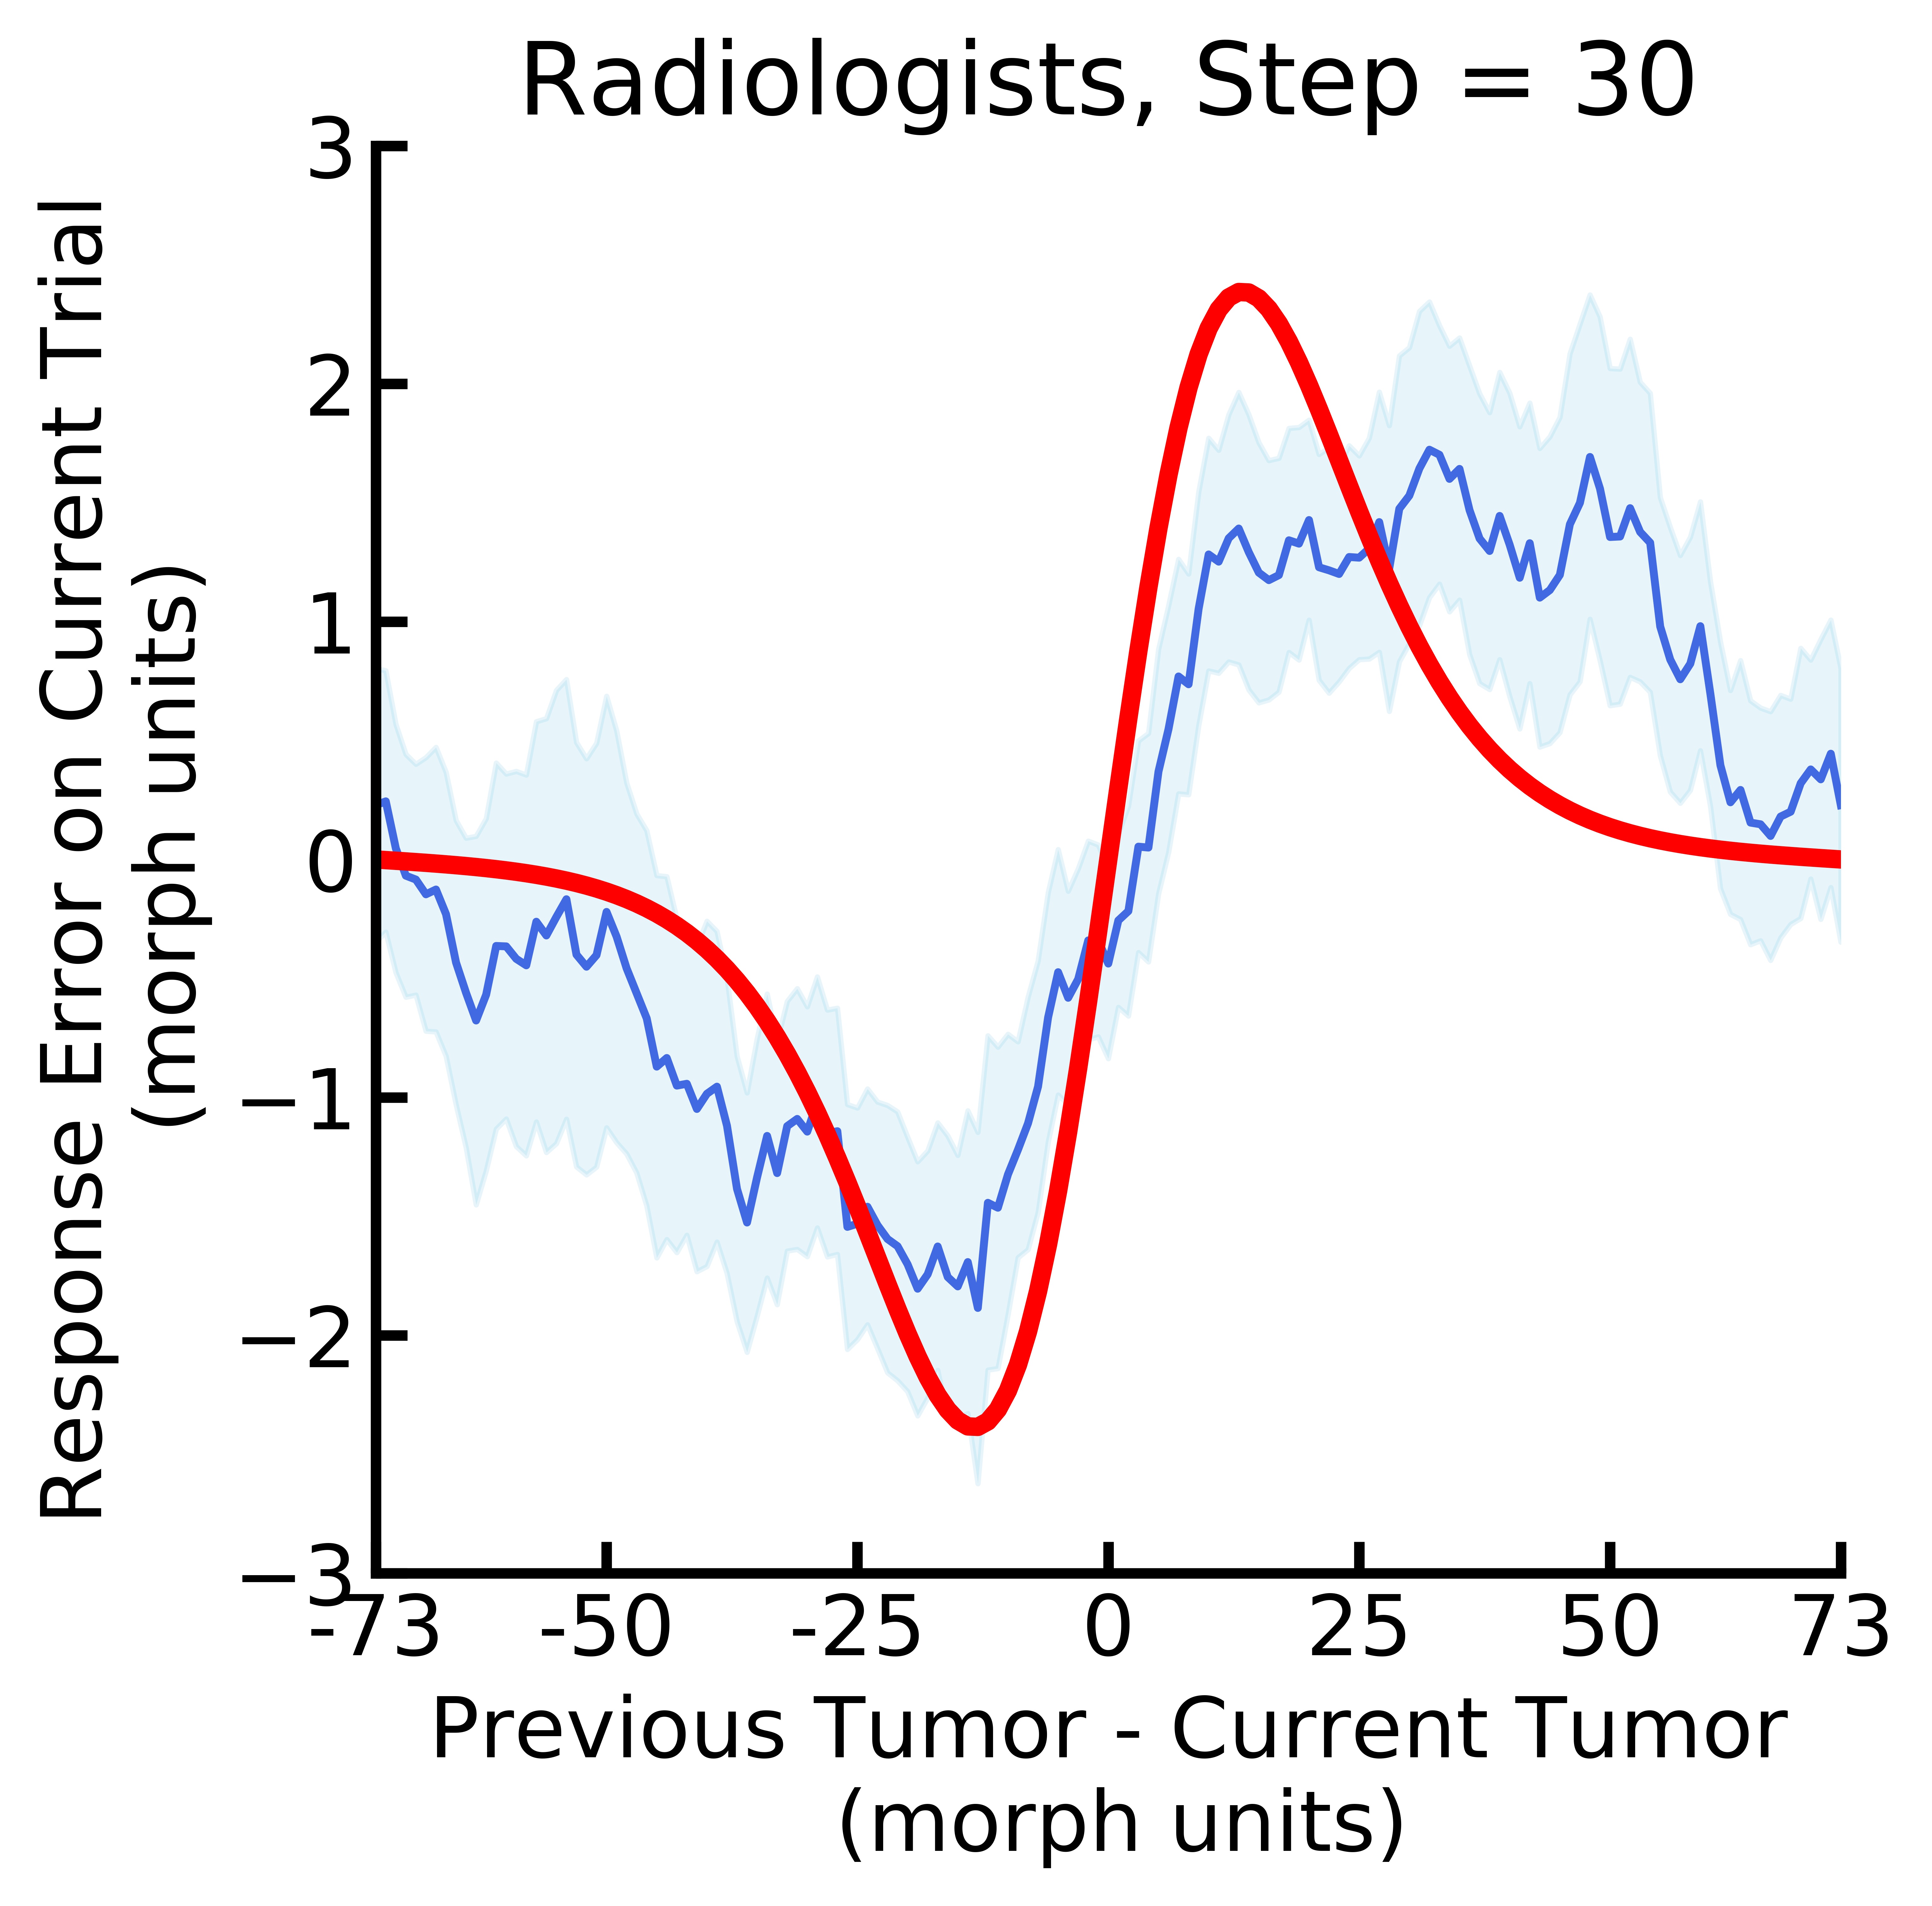 Radiologists, Step = 30
Response Error on Current Trial
(morph units)
3
2
1
0
−1
−2
−3
-73 -50 -25 0 25 50 73
Previous Tumor - Current Tumor
(morph units)